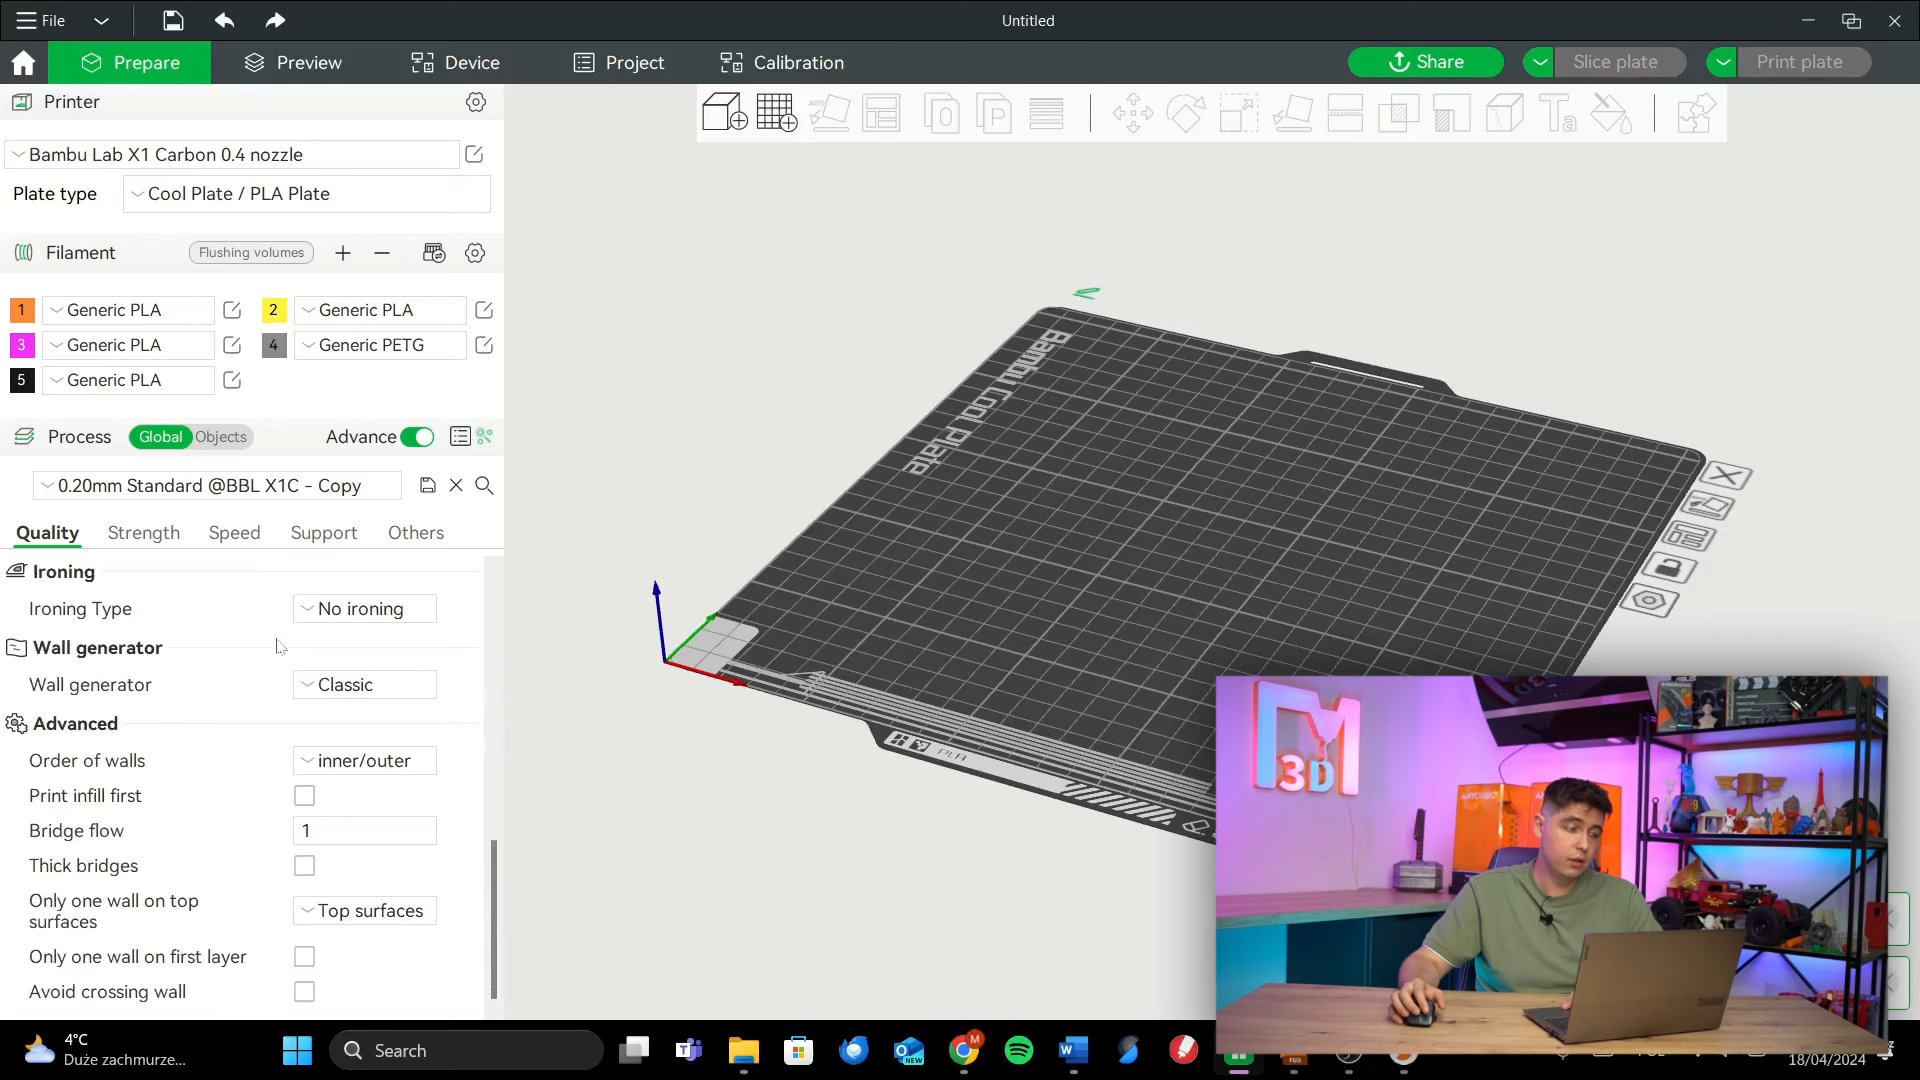 File
Untitled
Prepare
Preview
Device
Project
Calibration
Share
Slice plate
Print plate
Printer
Bambu Lab X1 Carbon 0.4 nozzle
Plate type
Cool Plate / PLA Plate
Filament
Flushing volumes
1 Generic PLA
2 Generic PLA
3 Generic PLA
4 Generic PETG
5 Generic PLA
Process
Global
Objects
Advance
0.20mm Standard @BBL X1C - Copy
Quality
Strength
Speed
Support
Others
Ironing
Ironing Type
No ironing
Wall generator
Wall generator
Classic
Advanced
Order of walls
inner/outer
Print infill first
Bridge flow
1
Thick bridges
Only one wall on top
surfaces
Top surfaces
Only one wall on first layer
Avoid crossing wall
Bambu Cool Plate
PLA
AUTO
M
3D
4°C
Duże zachmurze...
Search
NEW
18/04/2024